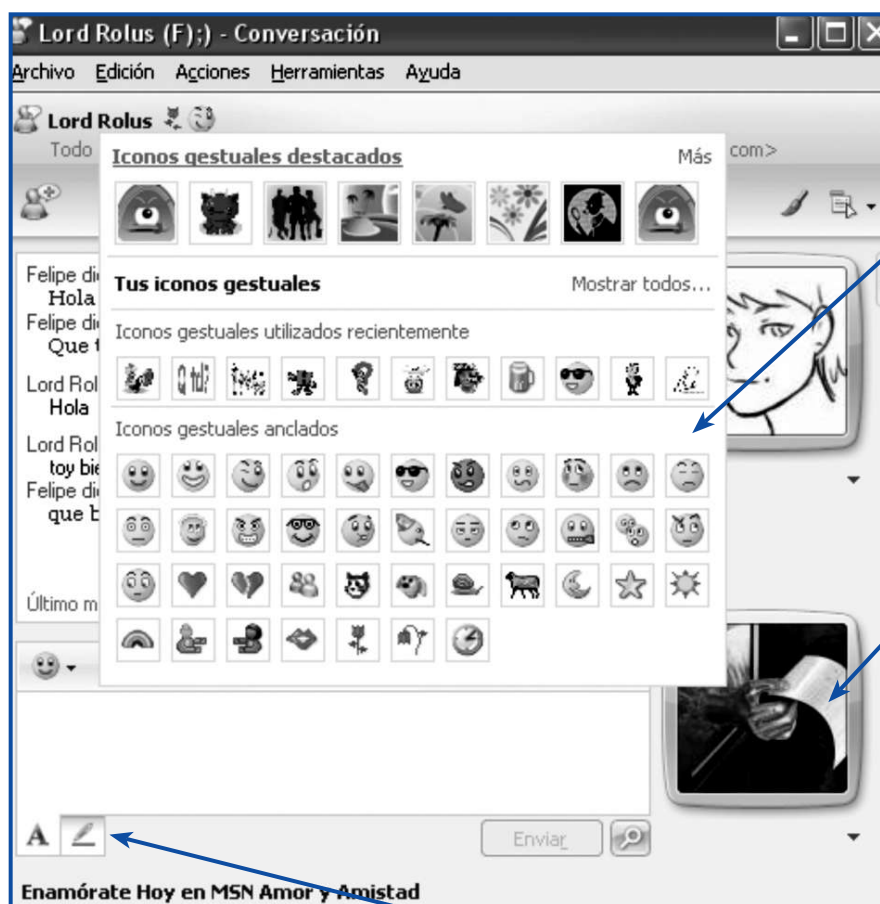 Lord Rolus (F);) - Conversación
Archivo Edición Acciones Herramientas Ayuda
Lord Rolus
Todo
com>
Iconos gestuales destacados Más
Felipe di
Hola
Felipe di
Que t
Lord Rol
Hola
Lord Rol
toy bie
Felipe di
que b
Último m
Tus iconos gestuales Mostrar todos...
Iconos gestuales utilizados recientemente
Q tal?
Iconos gestuales anclados
A
Enviar
Enamórate Hoy en MSN Amor y Amistad